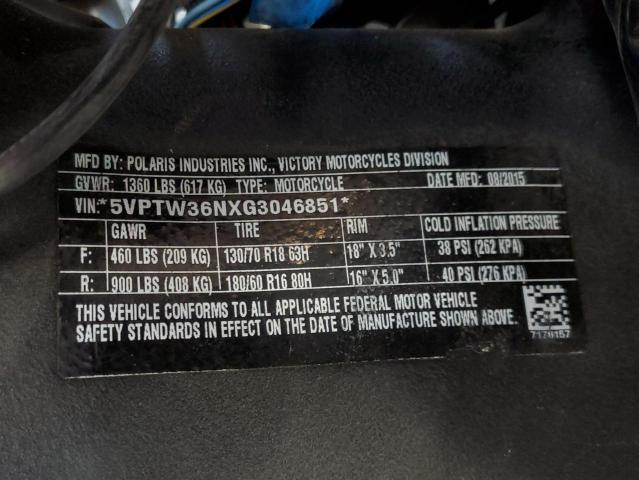 MFD BY: POLARIS INDUSTRIES INC., VICTORY MOTORCYCLES DIVISION
GVWR: 1360 LBS (617 KG) TYPE: MOTORCYCLE DATE MFD: 08/2015
VIN:*5VPTW36NXG3046851*
GAWR TIRE RIM COLD INFLATION PRESSURE
F: 460 LBS (209 KG) 130/70 R18 63H 18" X 3.5" 38 PSI (262 KPA)
R: 900 LBS (408 KG) 180/60 R16 80H 16" X 5.0" 40 PSI (276 KPA)
THIS VEHICLE CONFORMS TO ALL APPLICABLE FEDERAL MOTOR VEHICLE
SAFETY STANDARDS IN EFFECT ON THE DATE OF MANUFACTURE SHOWN ABOVE.
7176157